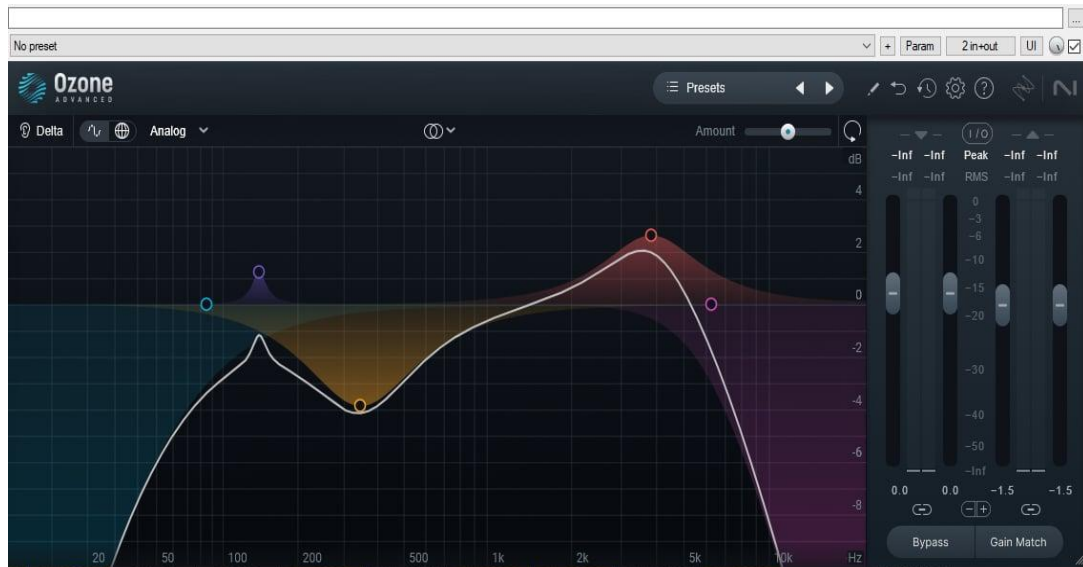 ...
No preset + Param 2 in+out UI
Ozone
ADVANCED
Presets
Delta Analog Amount
I/O
-Inf -Inf Peak -Inf -Inf
-Inf -Inf RMS -Inf -Inf
dB
4
2
0
-2
-4
-6
-8
0
-3
-6
-10
-15
-20
-30
-40
-50
-Inf
0.0 0.0 -1.5 -1.5
Bypass Gain Match
20 50 100 200 500 1k 2k 5k 10k Hz